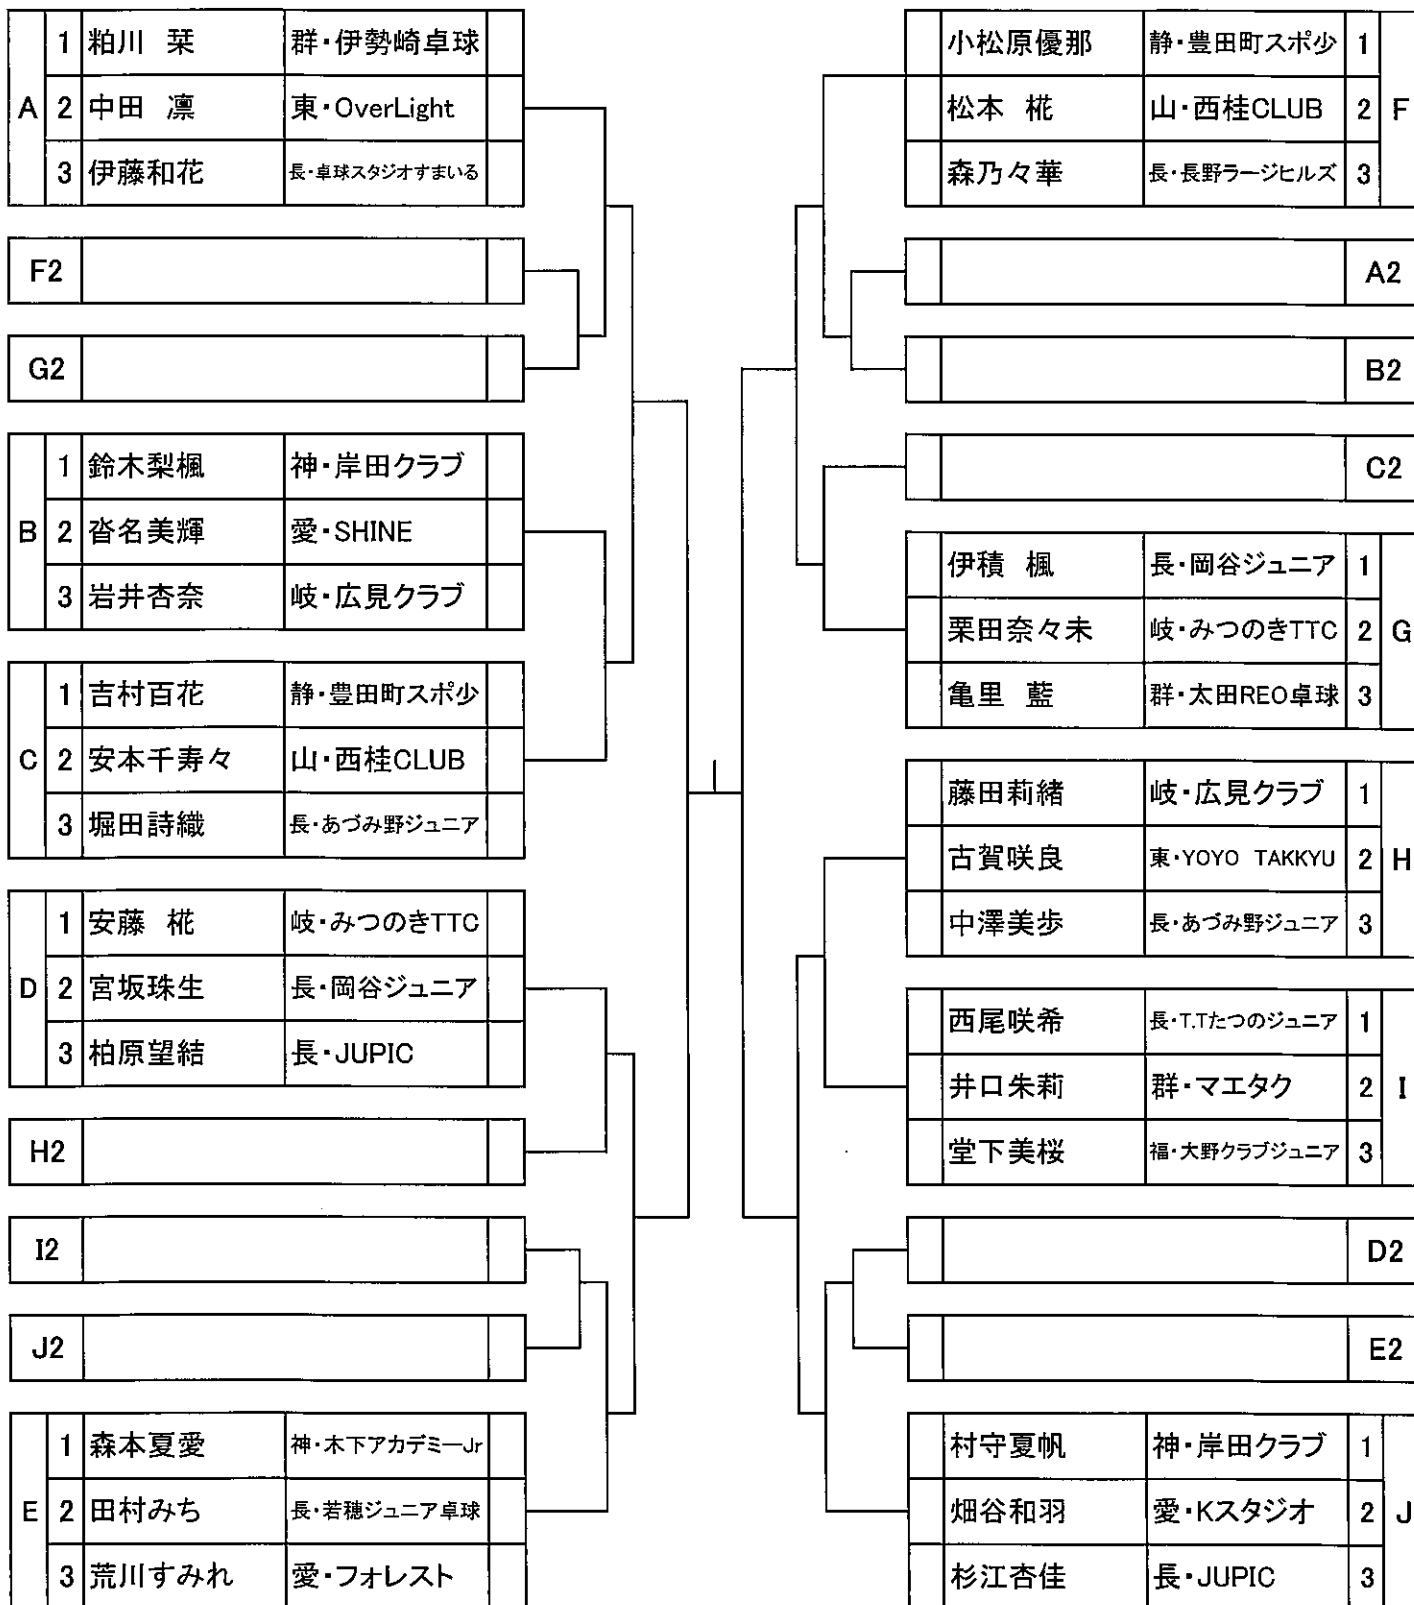 A
1 粕川 栞 群・伊勢崎卓球
2 中田 凛 東・OverLight
3 伊藤和花 長・卓球スタジオすまいる
F2
G2
B
1 鈴木梨楓 神・岸田クラブ
2 沓名美輝 愛・SHINE
3 岩井杏奈 岐・広見クラブ
C
1 吉村百花 静・豊田町スポ少
2 安本千寿々 山・西桂CLUB
3 堀田詩織 長・あづみ野ジュニア
D
1 安藤 椛 岐・みつのきTTC
2 宮坂珠生 長・岡谷ジュニア
3 柏原望結 長・JUPIC
H2
I2
J2
E
1 森本夏愛 神・木下アカデミーJr
2 田村みち 長・若穂ジュニア卓球
3 荒川すみれ 愛・フォレスト
小松原優那 静・豊田町スポ少 1
松本 椛 山・西桂CLUB 2
森乃々華 長・長野ラージヒルズ 3
F
A2
B2
C2
伊積 楓 長・岡谷ジュニア 1
栗田奈々未 岐・みつのきTTC 2
亀里 藍 群・太田REO卓球 3
G
藤田莉緒 岐・広見クラブ 1
古賀咲良 東・YOYO TAKKYU 2
中澤美歩 長・あづみ野ジュニア 3
H
西尾咲希 長・T.Tたつのジュニア 1
井口朱莉 群・マエタク 2
堂下美桜 福・大野クラブジュニア 3
I
D2
E2
村守夏帆 神・岸田クラブ 1
畑谷和羽 愛・Kスタジオ 2
杉江杏佳 長・JUPIC 3
J